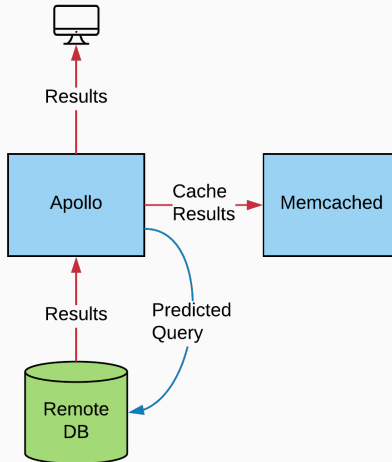 Results
Apollo
Cache
Results
Memcached
Results
Predicted
Query
Remote
DB